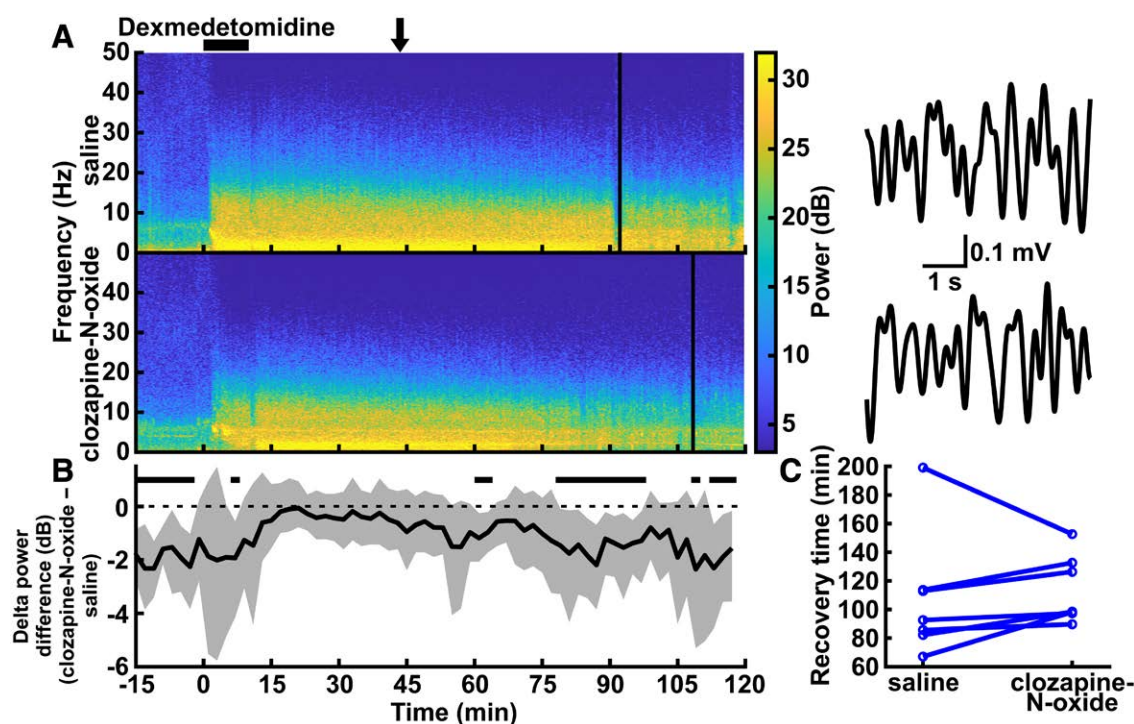 A
Dexmedetomidine
Frequency (Hz)
saline
clozapine-N-oxide
50
40
30
20
10
0
40
30
20
10
0
30
25
20
15
10
5
Power (dB)
0.1 mV
1 s
B
Delta power
difference (dB)
(clozapine-N-oxide –
saline)
0
-2
-4
-6
-15 0 15 30 45 60 75 90 105 120
Time (min)
C
Recovery time (min)
200
180
160
140
120
100
80
60
saline
clozapine-
N-oxide